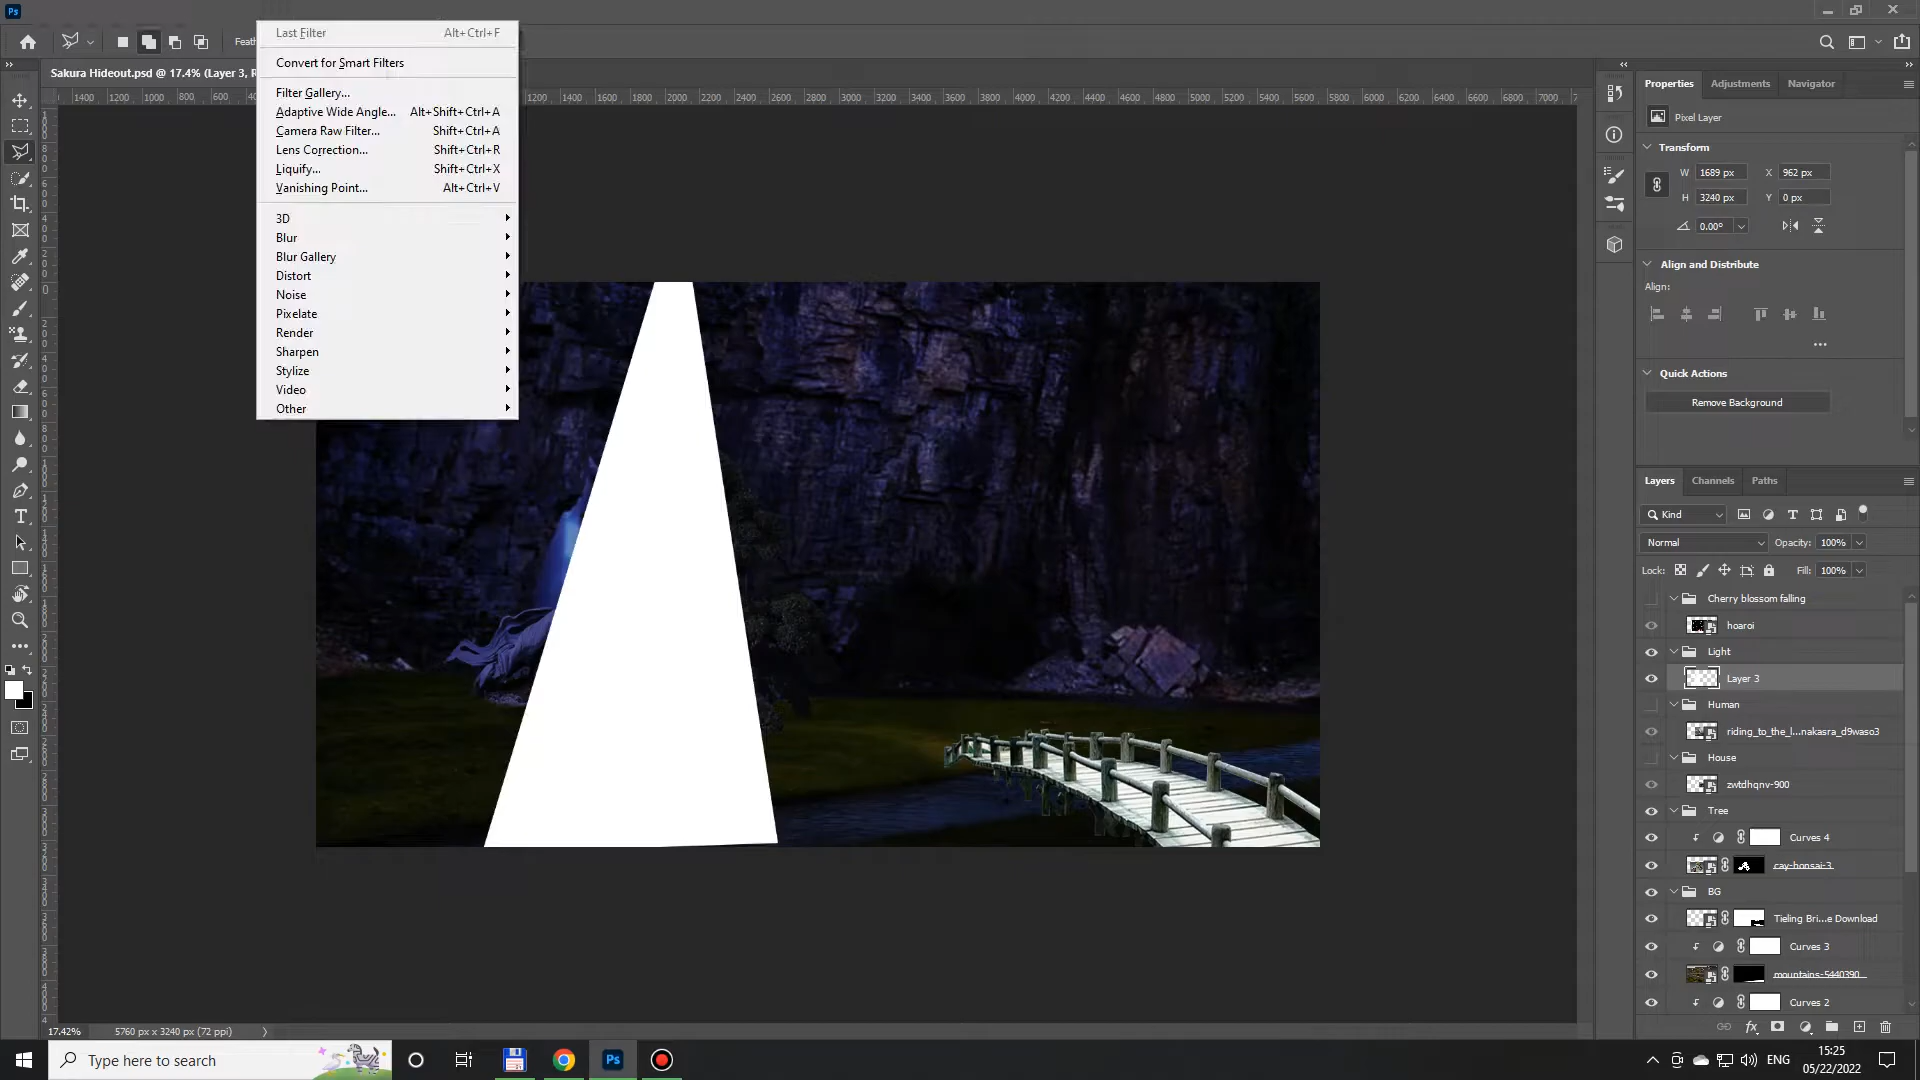 Ps
Last Filter Alt+Ctrl+F
Convert for Smart Filters
Filter Gallery...
Adaptive Wide Angle... Alt+Shift+Ctrl+A
Camera Raw Filter... Shift+Ctrl+A
Lens Correction... Shift+Ctrl+R
Liquify... Shift+Ctrl+X
Vanishing Point... Alt+Ctrl+V
3D
Blur
Blur Gallery
Distort
Noise
Pixelate
Render
Sharpen
Stylize
Video
Other
Feath
Sakura Hideout.psd @ 17.4% (Layer 3, R
1400 1200 1000 800 600 1200 1400 1600 1800 2000 2200 2400 2600 2800 3000 3200 3400 3600 3800 4000 4200 4400 4600 4800 5000 5200 5400 5600 5800 6000 6200 6400 6600 6800 7000
Properties Adjustments Navigator
Pixel Layer
Transform
W 1689 px X 962 px
H 3240 px Y 0 px
0.00°
Align and Distribute
Align:
Quick Actions
Remove Background
Layers Channels Paths
Kind
Normal Opacity: 100%
Lock: Fill: 100%
Cherry blossom falling
hoaroi
Light
Layer 3
Human
riding_to_the_l...nakasra_d9waso3
House
zwtdhqnv-900
Tree
Curves 4
cay-bonsai-3
BG
Tieling Bri...e Download
Curves 3
mountains-5440390
Curves 2
17.42% 5760 px x 3240 px (72 ppi)
Type here to search
Ps
ENG
15:25
05/22/2022